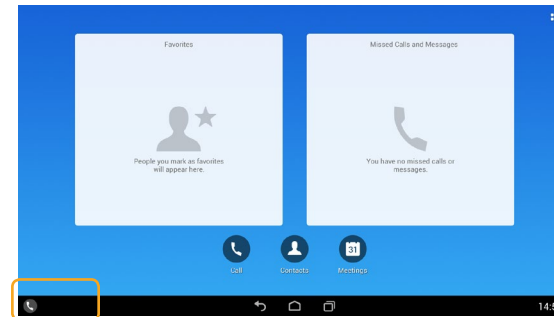 Favorites
People you mark as favorites
will appear here.
Missed Calls and Messages
You have no missed calls or
messages.
Call
Contacts
31
Meetings